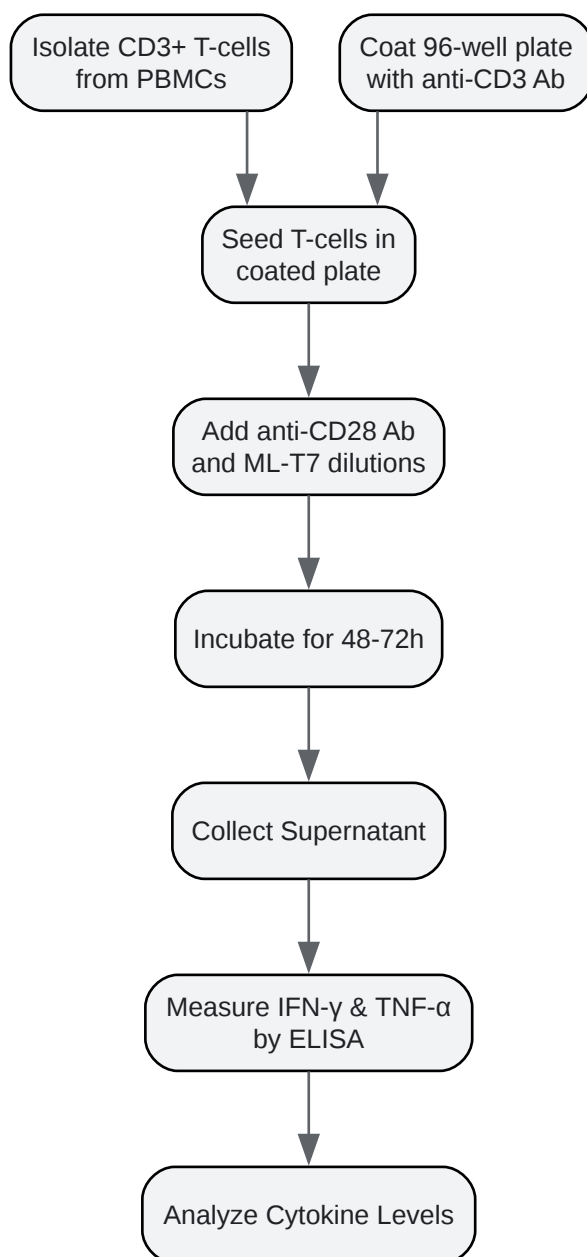 Isolate CD3+ T-cells
from PBMCs
Coat 96-well plate
with anti-CD3 Ab
Seed T-cells in
coated plate
Add anti-CD28 Ab
and ML-T7 dilutions
Incubate for 48-72h
Collect Supernatant
Measure IFN-γ & TNF-α
by ELISA
Analyze Cytokine Levels